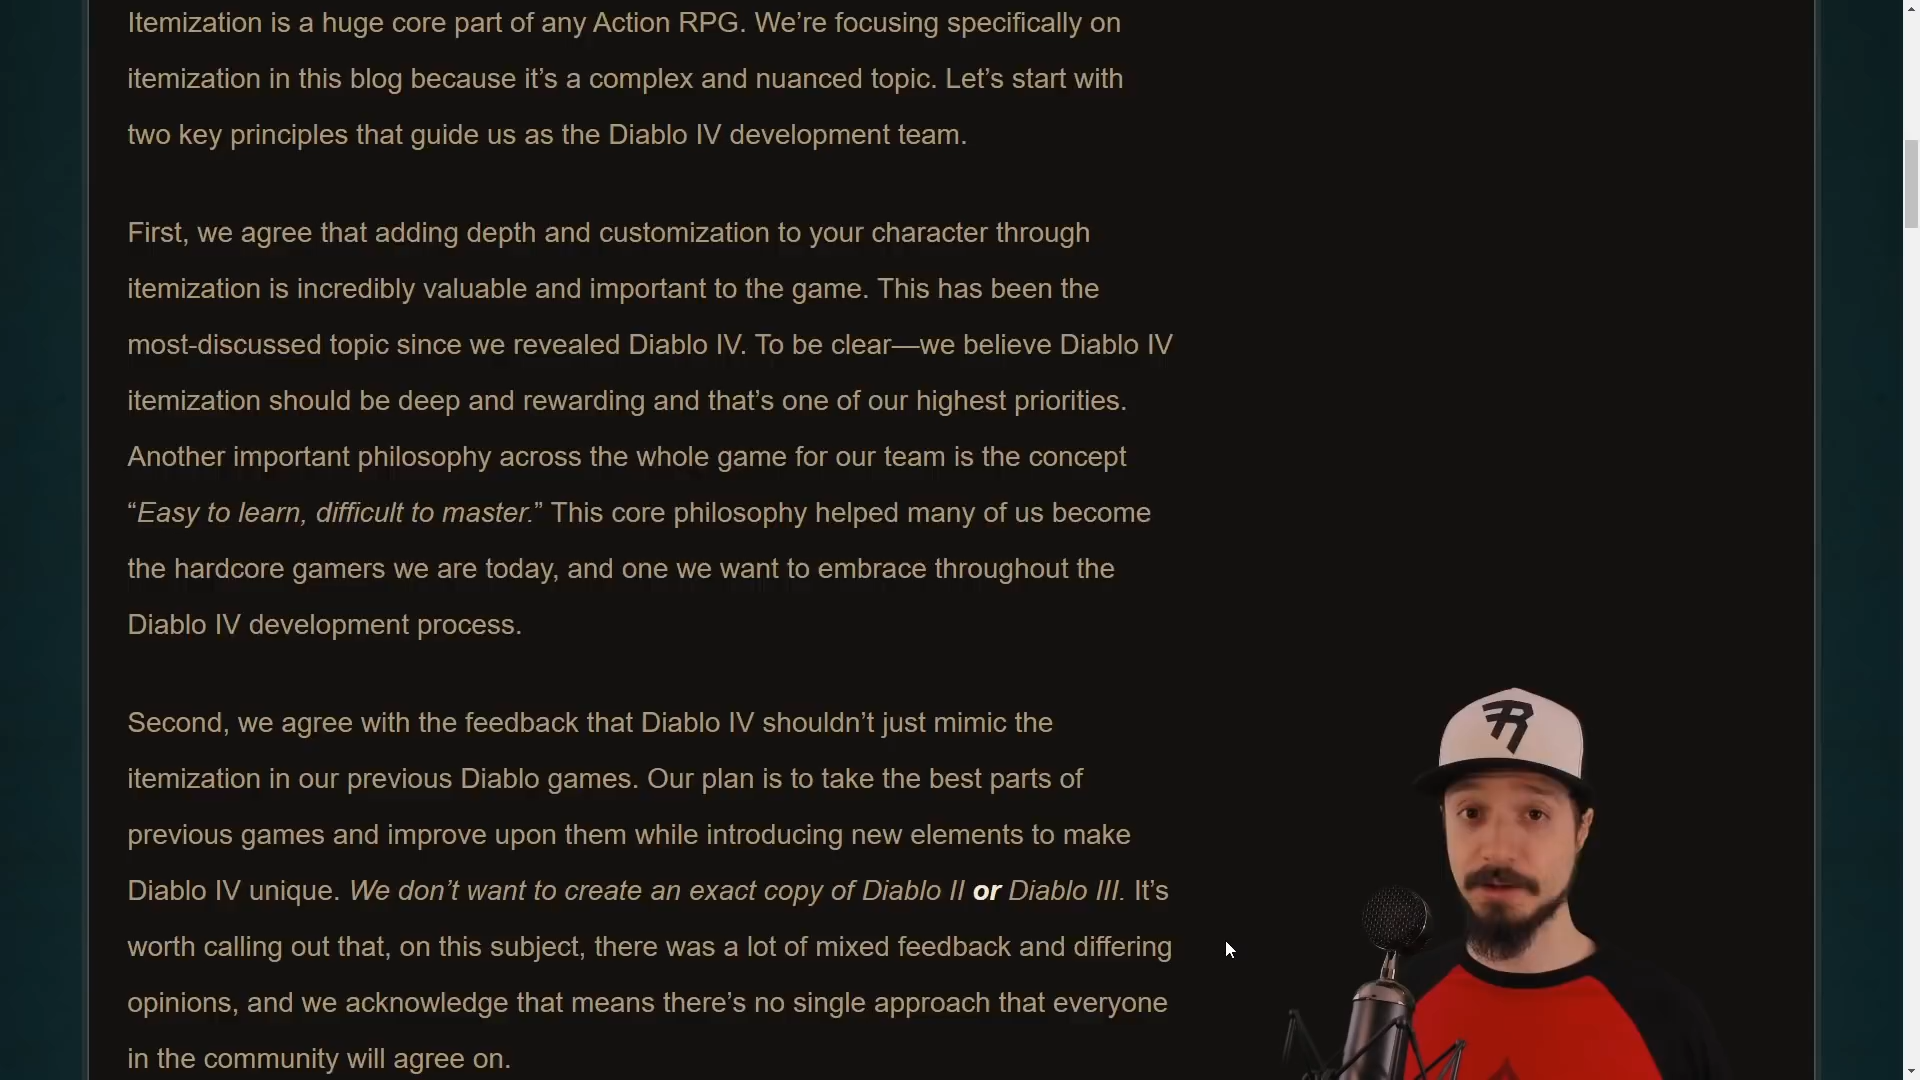 Itemization is a huge core part of any Action RPG. We’re focusing specifically on
itemization in this blog because it’s a complex and nuanced topic. Let’s start with
two key principles that guide us as the Diablo IV development team.
First, we agree that adding depth and customization to your character through
itemization is incredibly valuable and important to the game. This has been the
most-discussed topic since we revealed Diablo IV. To be clear—we believe Diablo IV
itemization should be deep and rewarding and that’s one of our highest priorities.
Another important philosophy across the whole game for our team is the concept
“Easy to learn, difficult to master.” This core philosophy helped many of us become
the hardcore gamers we are today, and one we want to embrace throughout the
Diablo IV development process.
Second, we agree with the feedback that Diablo IV shouldn’t just mimic the
itemization in our previous Diablo games. Our plan is to take the best parts of
previous games and improve upon them while introducing new elements to make
Diablo IV unique. We don’t want to create an exact copy of Diablo II or Diablo III. It’s
worth calling out that, on this subject, there was a lot of mixed feedback and differing
opinions, and we acknowledge that means there’s no single approach that everyone
in the community will agree on.